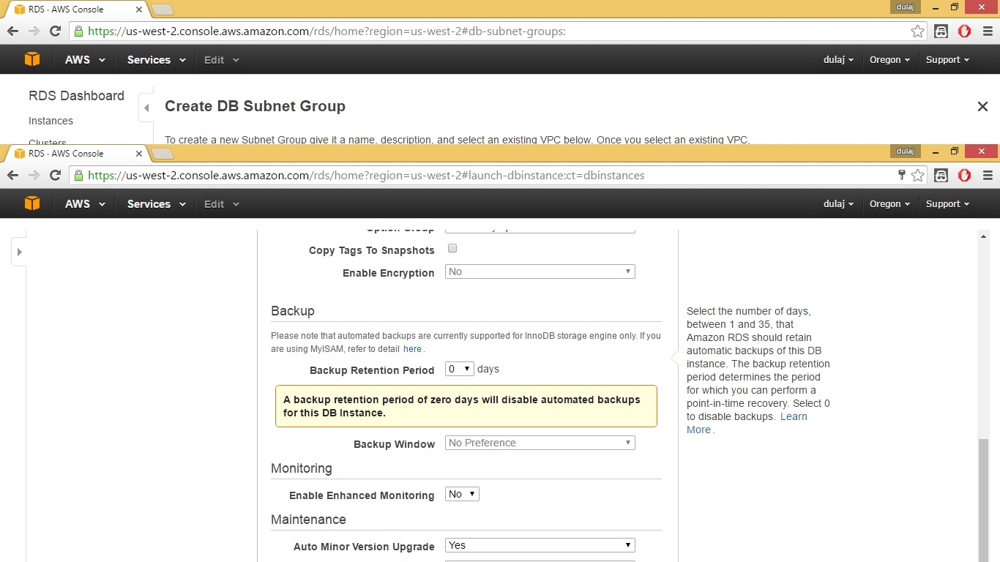 RDS · AWS Console
dulaj
https://us-west-2.console.aws.amazon.com/rds/home?region=us-west-2#db-subnet-groups:
AWS Services Edit dulaj Oregon Support
RDS Dashboard
Instances
Clusters
Create DB Subnet Group
To create a new Subnet Group give it a name, description, and select an existing VPC below. Once you select an existing VPC,
RDS · AWS Console
dulaj
https://us-west-2.console.aws.amazon.com/rds/home?region=us-west-2#launch-dbinstance:ct=dbinstances
AWS Services Edit dulaj Oregon Support
Option Group
Copy Tags To Snapshots
Enable Encryption No
Backup
Please note that automated backups are currently supported for InnoDB storage engine only. If you
are using MyISAM, refer to detail here .
Backup Retention Period 0 days
A backup retention period of zero days will disable automated backups
for this DB Instance.
Backup Window No Preference
Monitoring
Enable Enhanced Monitoring No
Maintenance
Auto Minor Version Upgrade Yes
Select the number of days,
between 1 and 35, that
Amazon RDS should retain
automatic backups of this DB
instance. The backup retention
period determines the period
for which you can perform a
point-in-time recovery. Select 0
to disable backups. Learn
More .